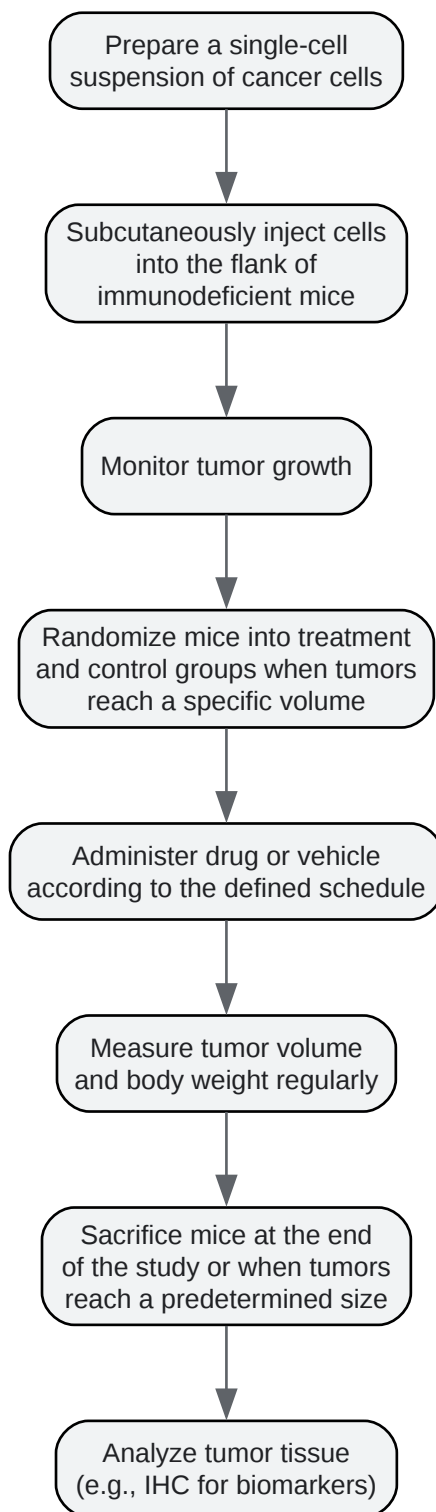 Prepare a single-cell
suspension of cancer cells
Subcutaneously inject cells
into the flank of
immunodeficient mice
Monitor tumor growth
Randomize mice into treatment
and control groups when tumors
reach a specific volume
Administer drug or vehicle
according to the defined schedule
Measure tumor volume
and body weight regularly
Sacrifice mice at the end
of the study or when tumors
reach a predetermined size
Analyze tumor tissue
(e.g., IHC for biomarkers)